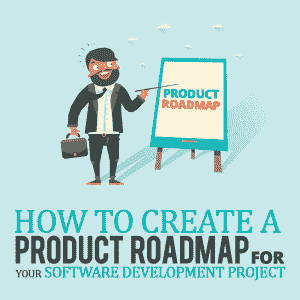 PRODUCT
ROADMAP
HOW TO CREATE A
PRODUCT ROADMAP FOR
YOUR SOFTWARE DEVELOPMENT PROJECT